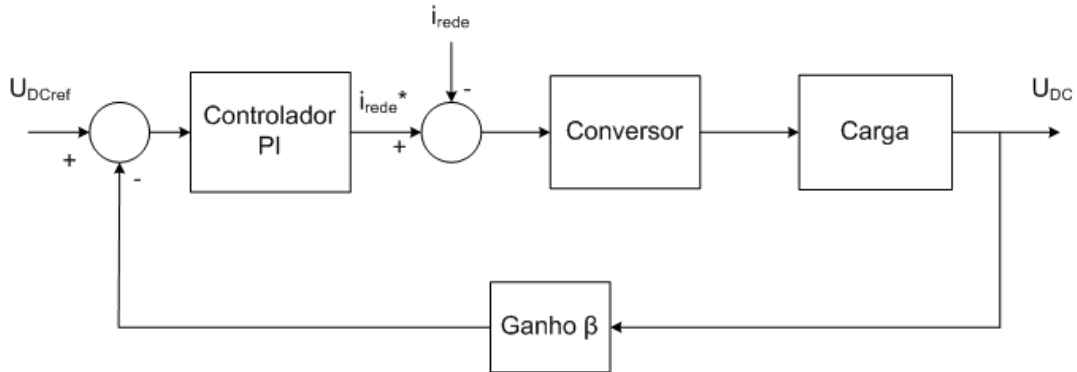 i_rede
U_DCref
+
-
Controlador
PI
i_rede*
+
-
Conversor
Carga
U_DC
Ganho β